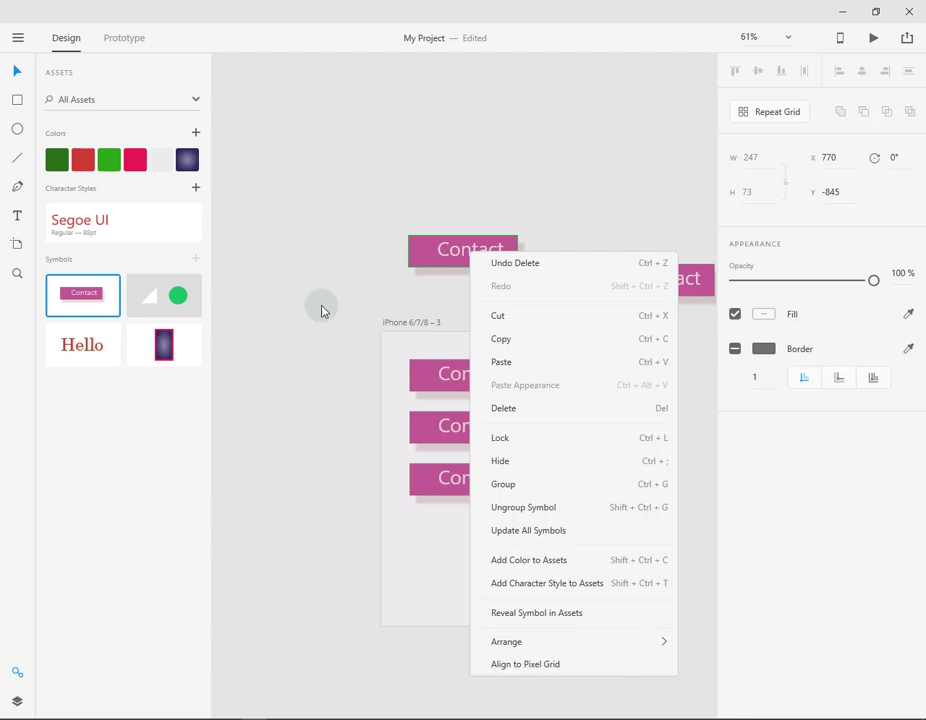 Design Prototype My Project — Edited 61%
ASSETS
All Assets
Colors
Character Styles
Segoe UI
Regular — 88pt
Symbols
Contact
Hello
Contact
act
iPhone 6/7/8 – 3
Con
Con
Con
Undo Delete Ctrl + Z
Redo Shift + Ctrl + Z
Cut Ctrl + X
Copy Ctrl + C
Paste Ctrl + V
Paste Appearance Ctrl + Alt + V
Delete Del
Lock Ctrl + L
Hide Ctrl + ;
Group Ctrl + G
Ungroup Symbol Shift + Ctrl + G
Update All Symbols
Add Color to Assets Shift + Ctrl + C
Add Character Style to Assets Shift + Ctrl + T
Reveal Symbol in Assets
Arrange
Align to Pixel Grid
Repeat Grid
W 247 X 770 0°
H 73 Y -845
APPEARANCE
Opacity
100 %
Fill
Border
1